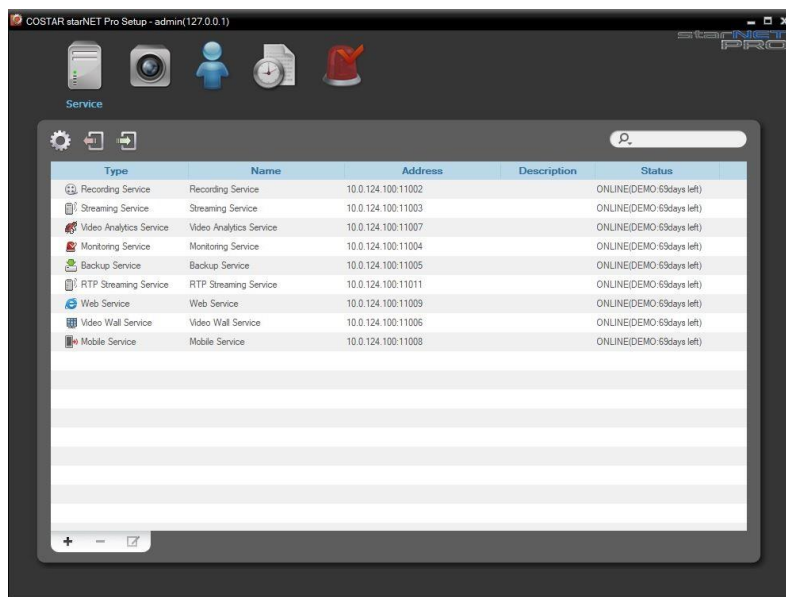 COSTAR starNET Pro Setup - admin(127.0.0.1)
starNET
PRO
Service
Type Name Address Description Status
Recording Service Recording Service 10.0.124.100:11002 ONLINE(DEMO:69days left)
Streaming Service Streaming Service 10.0.124.100:11003 ONLINE(DEMO:69days left)
Video Analytics Service Video Analytics Service 10.0.124.100:11007 ONLINE(DEMO:69days left)
Monitoring Service Monitoring Service 10.0.124.100:11004 ONLINE(DEMO:69days left)
Backup Service Backup Service 10.0.124.100:11005 ONLINE(DEMO:69days left)
RTP Streaming Service RTP Streaming Service 10.0.124.100:11011 ONLINE(DEMO:69days left)
Web Service Web Service 10.0.124.100:11009 ONLINE(DEMO:69days left)
Video Wall Service Video Wall Service 10.0.124.100:11006 ONLINE(DEMO:69days left)
Mobile Service Mobile Service 10.0.124.100:11008 ONLINE(DEMO:69days left)